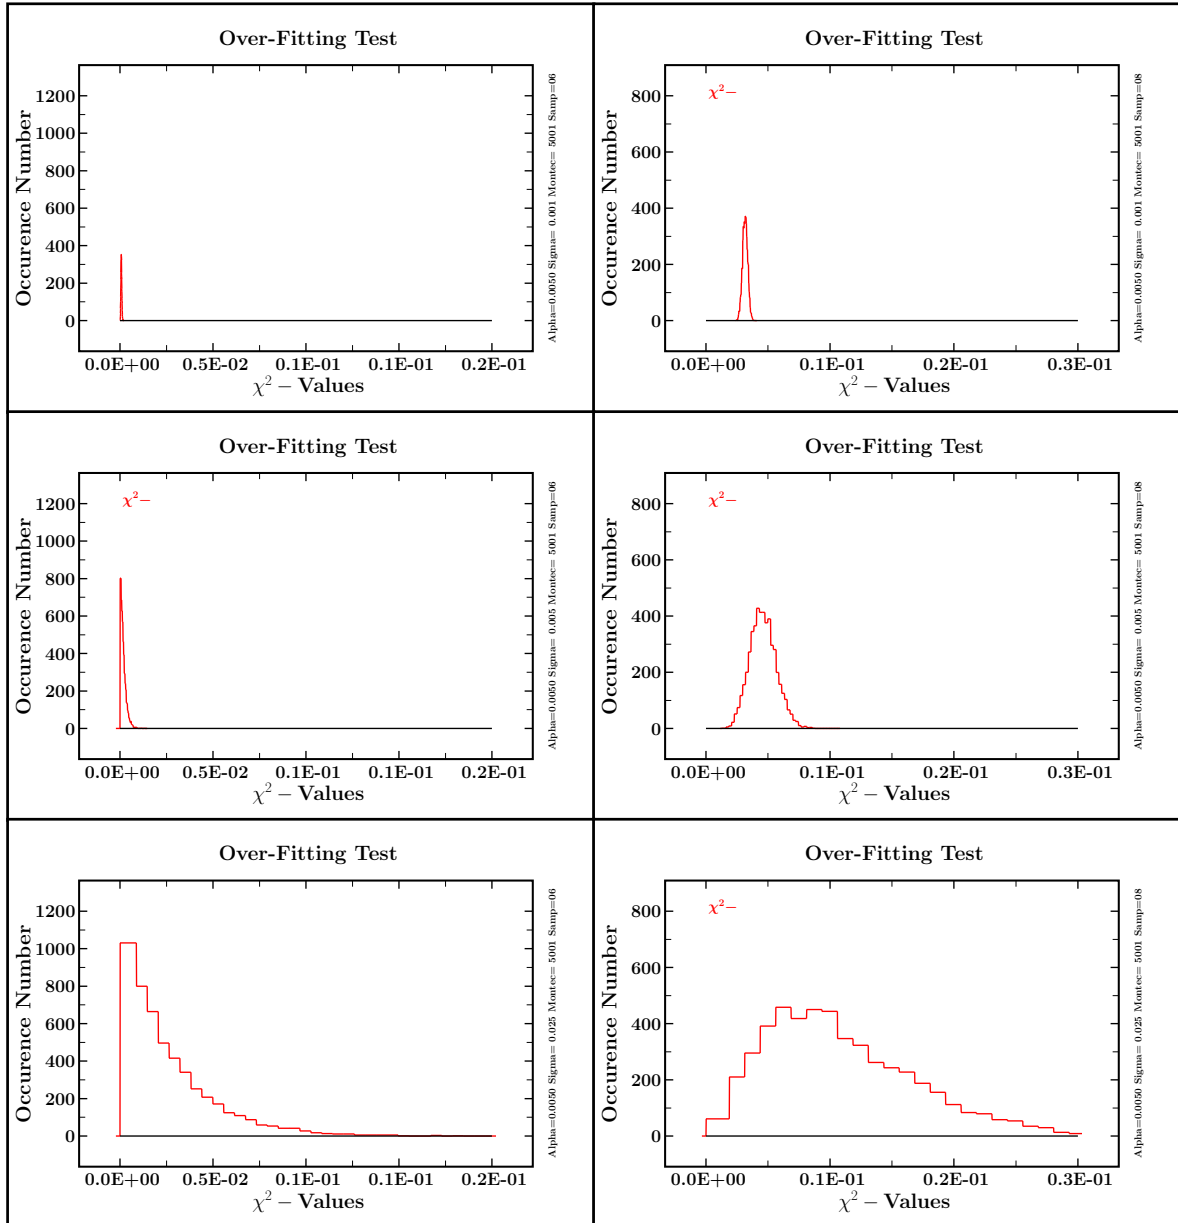 Over-Fitting Test
Occurence Number
1200
1000
800
600
400
200
0
0.0E+00 0.5E-02 0.1E-01 0.1E-01 0.2E-01
χ² − Values
Alpha=0.0050 Sigma= 0.001 Montec= 5001 Samp=06
Over-Fitting Test
χ²−
Occurence Number
800
600
400
200
0
0.0E+00 0.1E-01 0.2E-01 0.3E-01
χ² − Values
Alpha=0.0050 Sigma= 0.001 Montec= 5001 Samp=08
Over-Fitting Test
χ²−
Occurence Number
1200
1000
800
600
400
200
0
0.0E+00 0.5E-02 0.1E-01 0.1E-01 0.2E-01
χ² − Values
Alpha=0.0050 Sigma= 0.005 Montec= 5001 Samp=06
Over-Fitting Test
χ²−
Occurence Number
800
600
400
200
0
0.0E+00 0.1E-01 0.2E-01 0.3E-01
χ² − Values
Alpha=0.0050 Sigma= 0.005 Montec= 5001 Samp=08
Over-Fitting Test
Occurence Number
1200
1000
800
600
400
200
0
0.0E+00 0.5E-02 0.1E-01 0.1E-01 0.2E-01
χ² − Values
Alpha=0.0050 Sigma= 0.025 Montec= 5001 Samp=06
Over-Fitting Test
χ²−
Occurence Number
800
600
400
200
0
0.0E+00 0.1E-01 0.2E-01 0.3E-01
χ² − Values
Alpha=0.0050 Sigma= 0.025 Montec= 5001 Samp=08